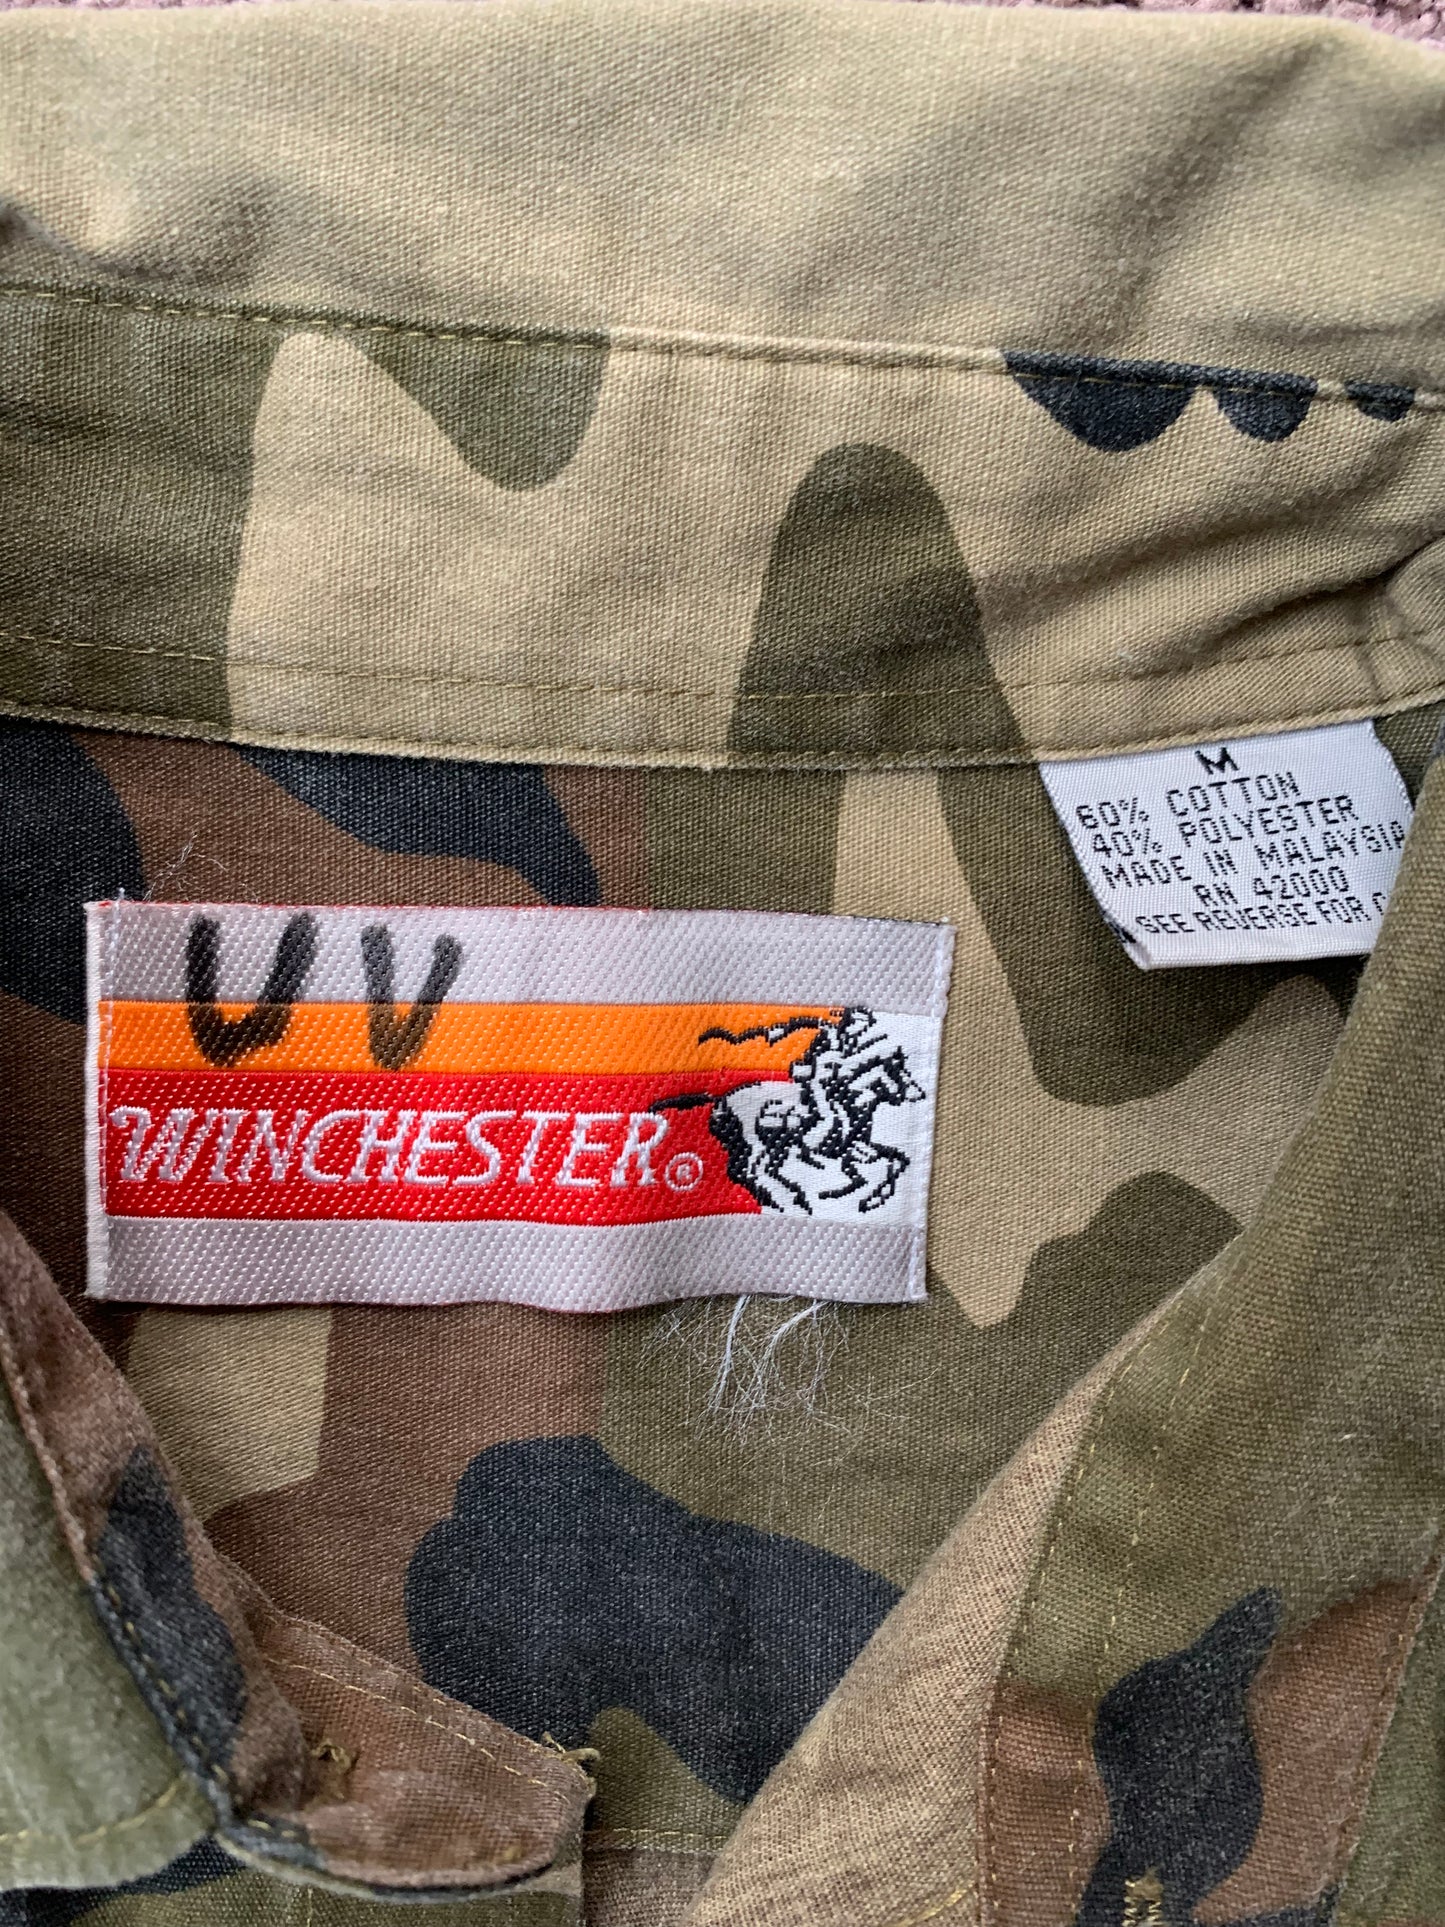 UV
WINCHESTER®
M
60% COTTON
40% POLYESTER
MADE IN MALAYSIA
RN 42000
SEE REVERSE FOR